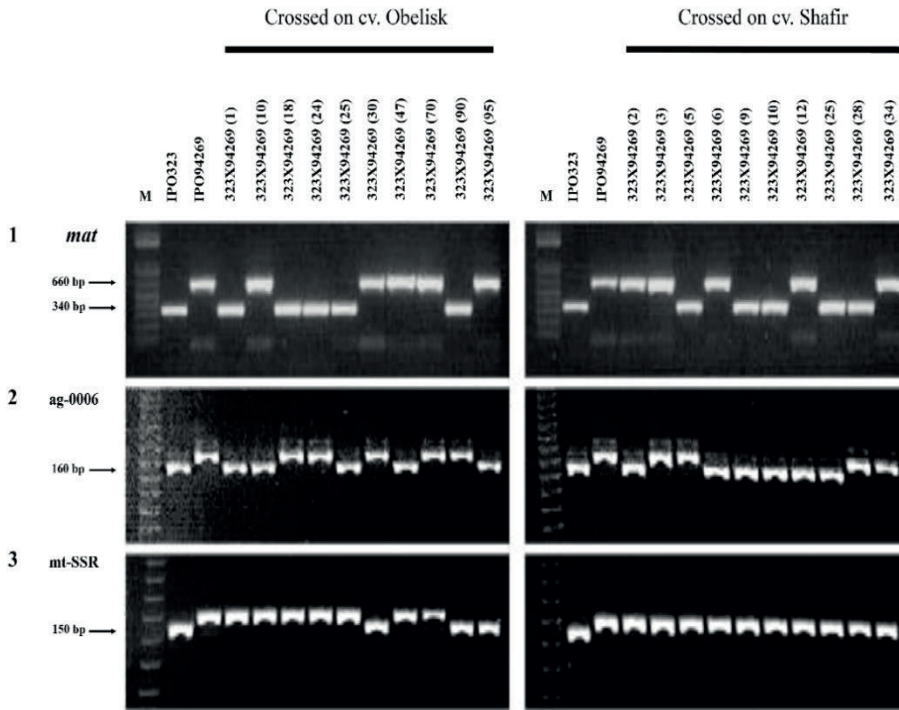 Crossed on cv. Obelisk
Crossed on cv. Shafir
M
IPO323
IPO94269
323X94269 (1)
323X94269 (10)
323X94269 (18)
323X94269 (24)
323X94269 (25)
323X94269 (30)
323X94269 (47)
323X94269 (70)
323X94269 (90)
323X94269 (95)
M
IPO323
IPO94269
323X94269 (2)
323X94269 (3)
323X94269 (5)
323X94269 (6)
323X94269 (9)
323X94269 (10)
323X94269 (12)
323X94269 (25)
323X94269 (28)
323X94269 (34)
1 mat
660 bp
340 bp
2 ag-0006
160 bp
3 mt-SSR
150 bp